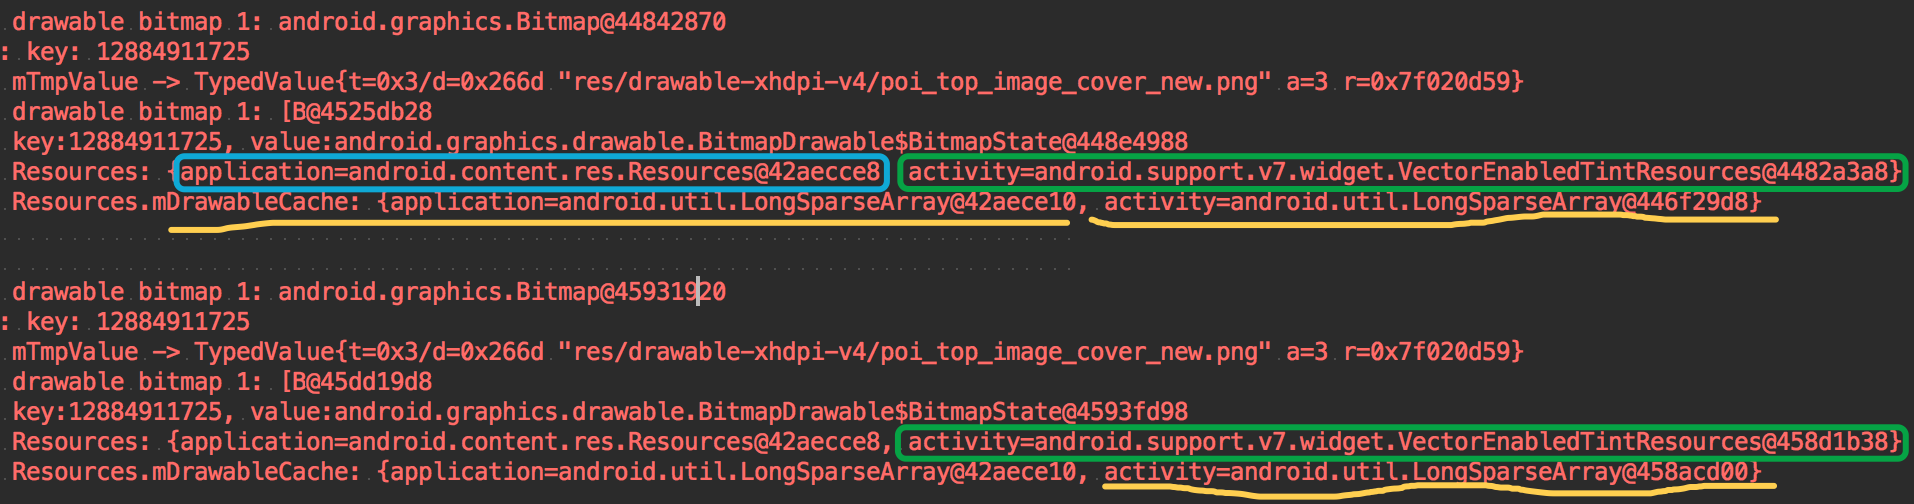 drawable bitmap 1: android.graphics.Bitmap@44842870
: key: 12884911725
mTmpValue -> TypedValue{t=0x3/d=0x266d "res/drawable-xhdpi-v4/poi_top_image_cover_new.png" a=3 r=0x7f020d59}
drawable bitmap 1: [B@4525db28
key:12884911725, value:android.graphics.drawable.BitmapDrawable$BitmapState@448e4988
Resources: {application=android.content.res.Resources@42aecce8 activity=android.support.v7.widget.VectorEnabledTintResources@4482a3a8}
Resources.mDrawableCache: {application=android.util.LongSparseArray@42aece10, activity=android.util.LongSparseArray@446f29d8}
drawable bitmap 1: android.graphics.Bitmap@45931920
: key: 12884911725
mTmpValue -> TypedValue{t=0x3/d=0x266d "res/drawable-xhdpi-v4/poi_top_image_cover_new.png" a=3 r=0x7f020d59}
drawable bitmap 1: [B@45dd19d8
key:12884911725, value:android.graphics.drawable.BitmapDrawable$BitmapState@4593fd98
Resources: {application=android.content.res.Resources@42aecce8, activity=android.support.v7.widget.VectorEnabledTintResources@458d1b38}
Resources.mDrawableCache: {application=android.util.LongSparseArray@42aece10, activity=android.util.LongSparseArray@458acd00}